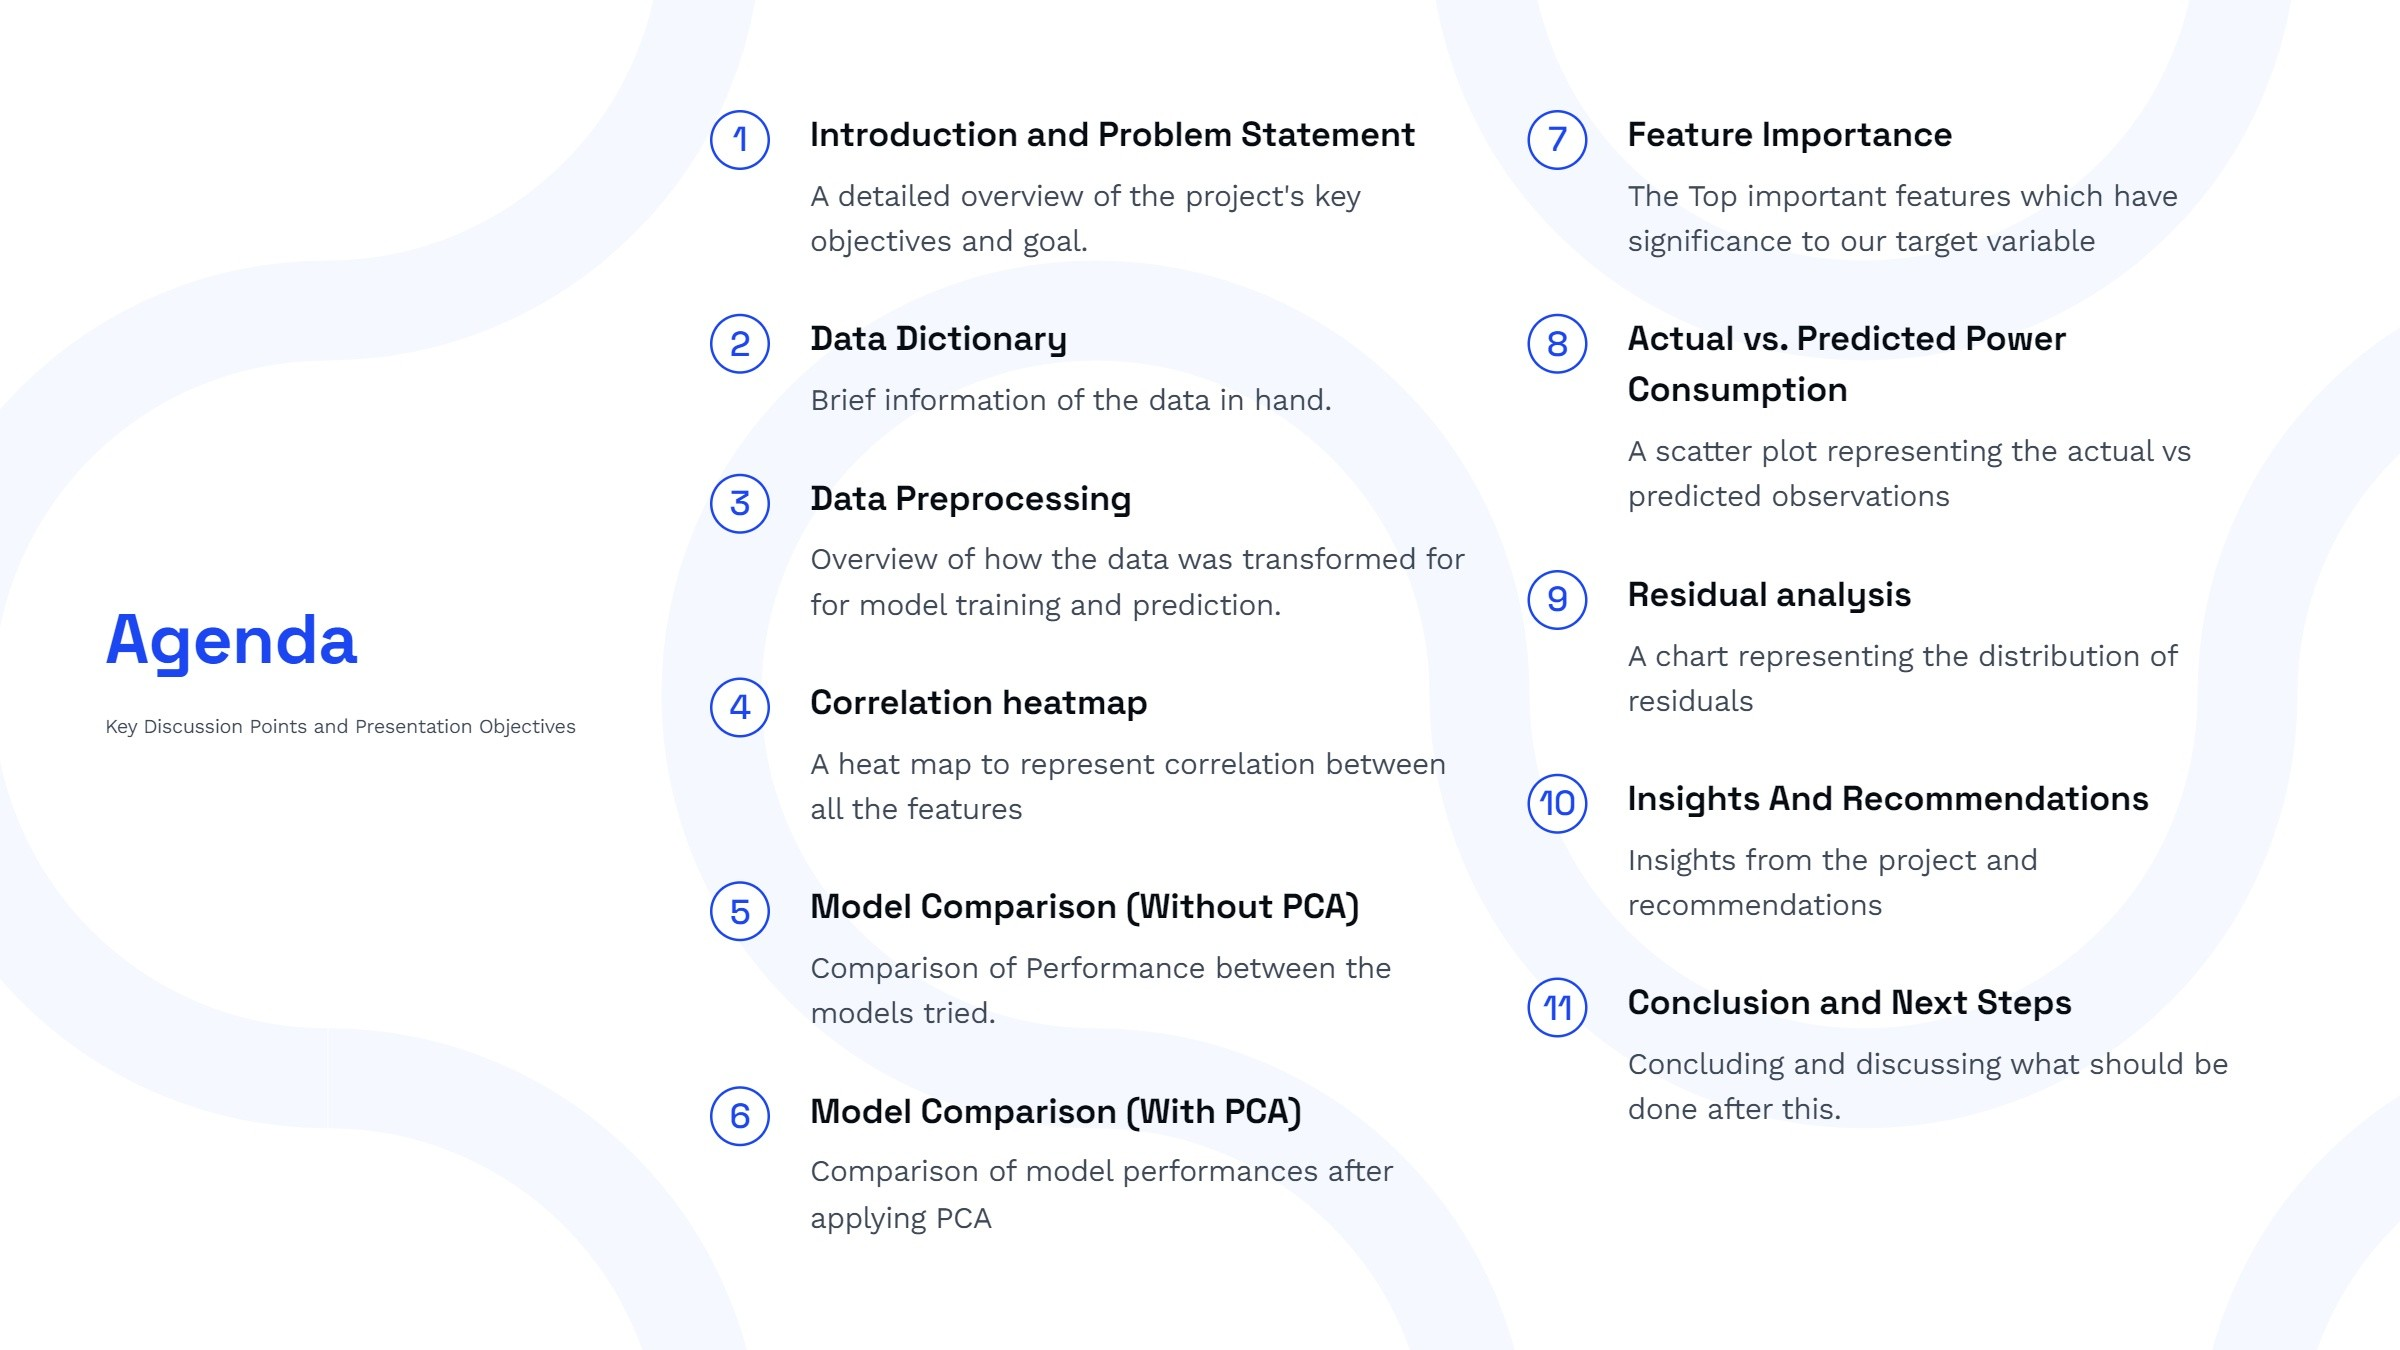 Agenda
Key Discussion Points and Presentation Objectives
1
Introduction and Problem Statement
A detailed overview of the project's key
objectives and goal.
2
Data Dictionary
Brief information of the data in hand.
3
Data Preprocessing
Overview of how the data was transformed for
for model training and prediction.
4
Correlation heatmap
A heat map to represent correlation between
all the features
5
Model Comparison (Without PCA)
Comparison of Performance between the
models tried.
6
Model Comparison (With PCA)
Comparison of model performances after
applying PCA
7
Feature Importance
The Top important features which have
significance to our target variable
8
Actual vs. Predicted Power
Consumption
A scatter plot representing the actual vs
predicted observations
9
Residual analysis
A chart representing the distribution of
residuals
10
Insights And Recommendations
Insights from the project and
recommendations
11
Conclusion and Next Steps
Concluding and discussing what should be
done after this.